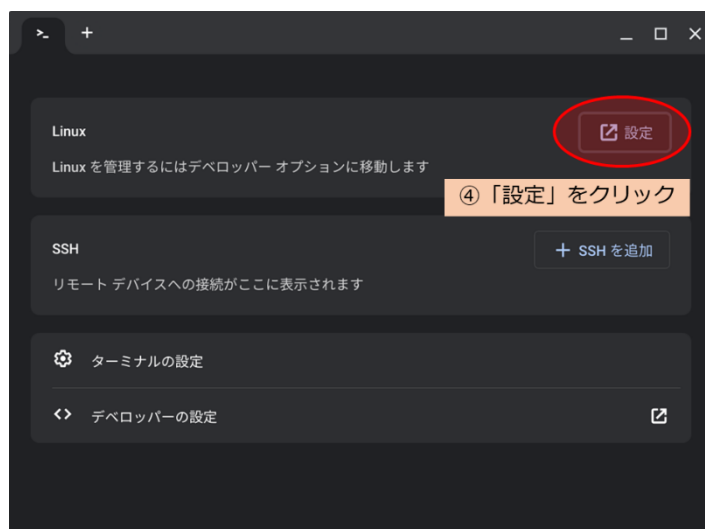 Linux
設定
Linux を管理するにはデベロッパー オプションに移動します
④「設定」をクリック
SSH
+ SSH を追加
リモート デバイスへの接続がここに表示されます
ターミナルの設定
デベロッパーの設定